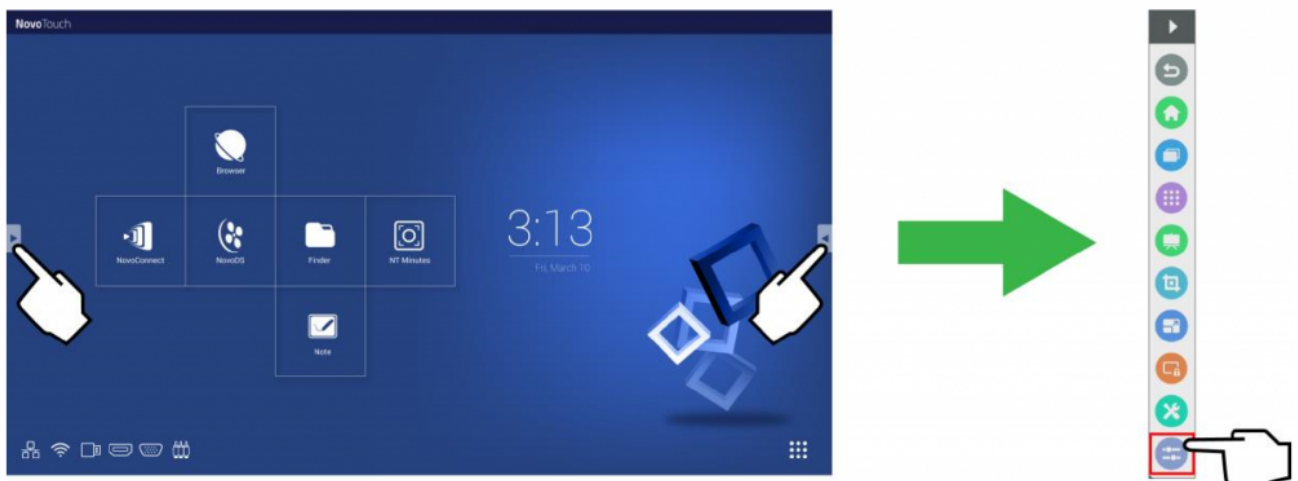 NovoTouch
Browser
NovoConnect
NovoDS
Finder
NT Minutes
3:13
Fri, March 10
Note